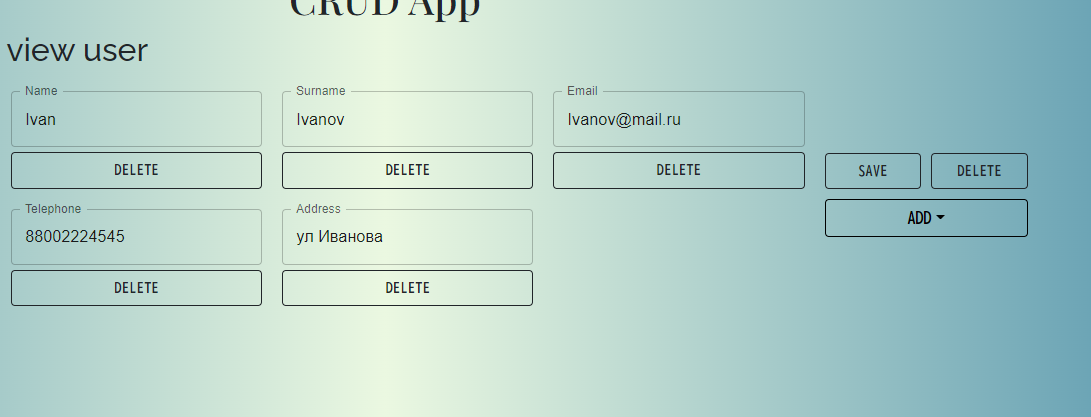 CRUD App
view user
Name
Ivan
DELETE
Surname
Ivanov
DELETE
Email
Ivanov@mail.ru
DELETE
Telephone
88002224545
DELETE
Address
ул Иванова
DELETE
SAVE
DELETE
ADD